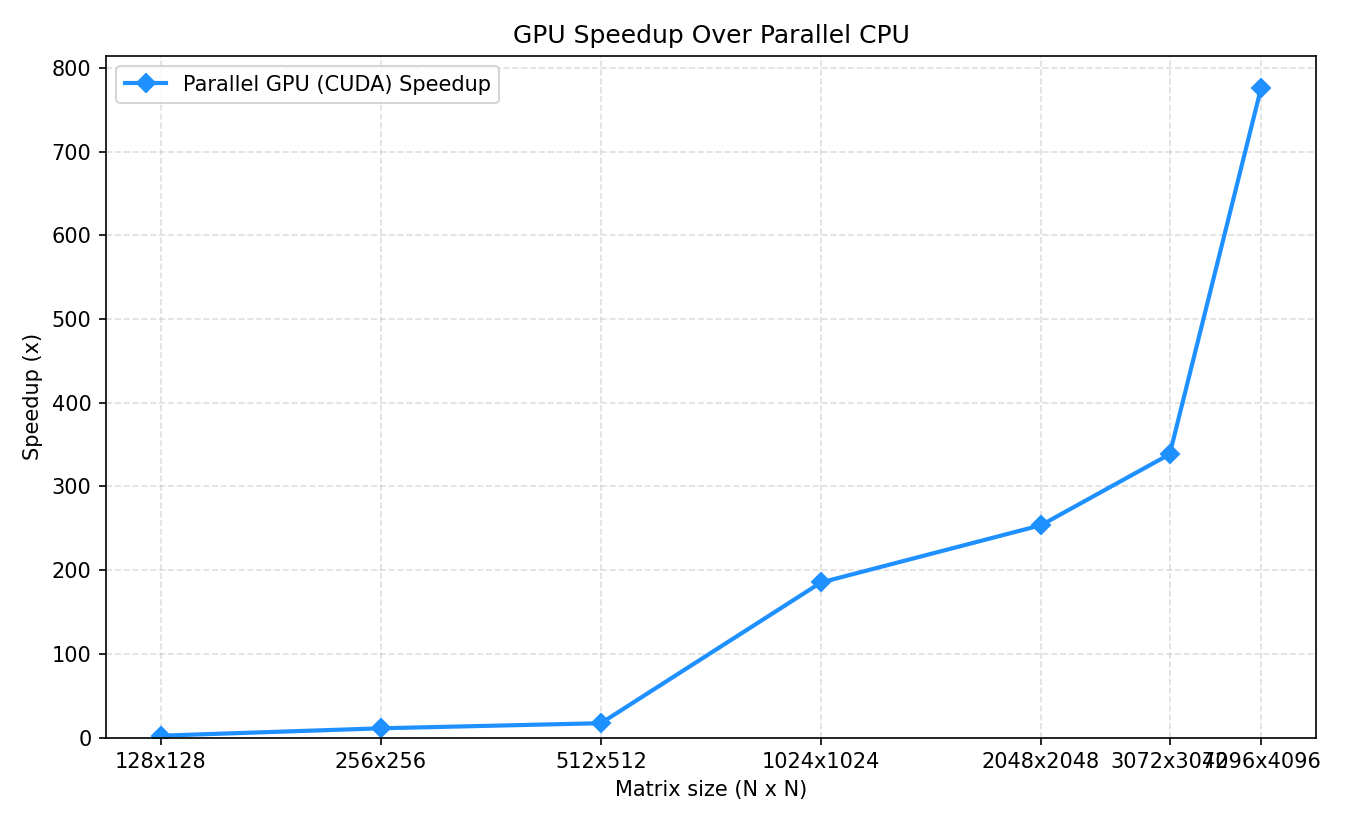 GPU Speedup Over Parallel CPU
Parallel GPU (CUDA) Speedup
Speedup (x)
800
700
600
500
400
300
200
100
0
128x128 256x256 512x512 1024x1024 2048x2048 3072x3072 4096x4096
Matrix size (N x N)